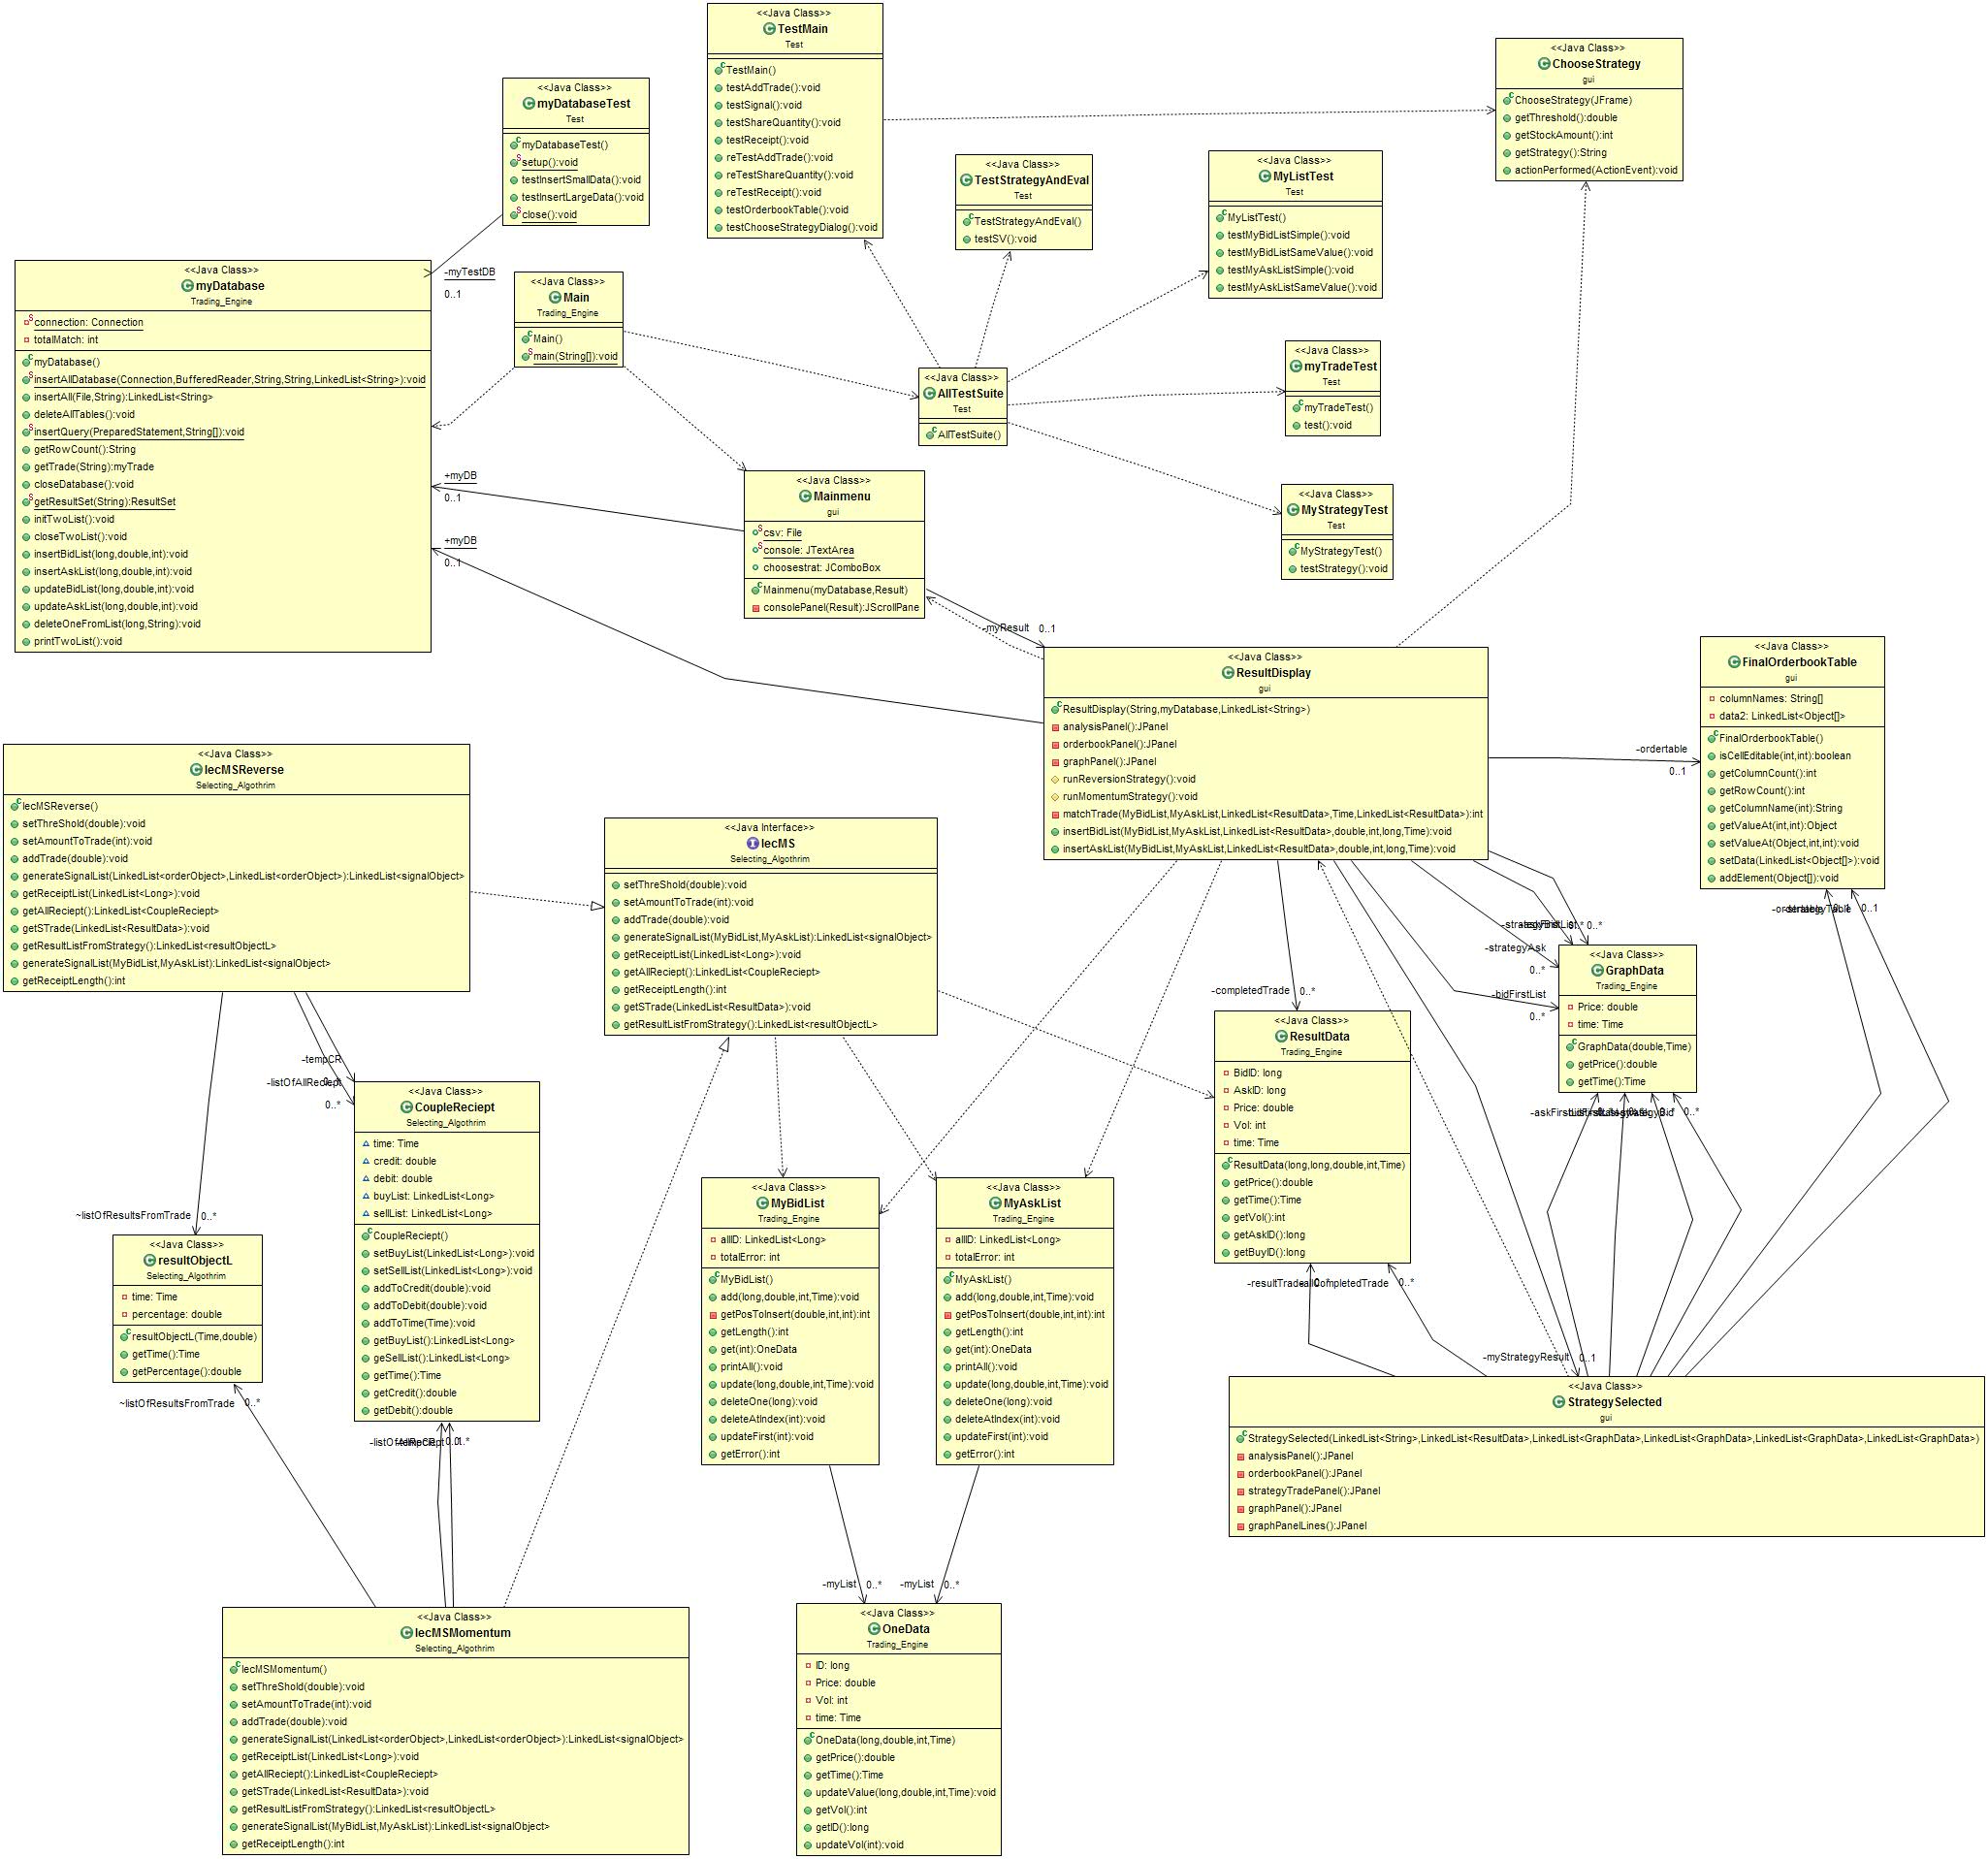 <<Java Class>>
TestMain
Test
TestMain()
testAddTrade():void
testSignal():void
testShareQuantity():void
testReceipt():void
reTestAddTrade():void
reTestShareQuantity():void
reTestReceipt():void
testOrderbookTable():void
testChooseStrategyDialog():void
<<Java Class>>
ChooseStrategy
gui
ChooseStrategy(JFrame)
getThreshold():double
getStockAmount():int
getStrategy():String
actionPerformed(ActionEvent):void
<<Java Class>>
myDatabaseTest
Test
myDatabaseTest()
setup():void
testInsertSmallData():void
testInsertLargeData():void
close():void
<<Java Class>>
TestStrategyAndEval
Test
TestStrategyAndEval()
testSV():void
<<Java Class>>
MyListTest
Test
MyListTest()
testMyBidListSimple():void
testMyBidListSameValue():void
testMyAskListSimple():void
testMyAskListSameValue():void
<<Java Class>>
myDatabase
Trading_Engine
connection: Connection
totalMatch: int
myDatabase()
insertAllDatabase(Connection,BufferedReader,String,String,LinkedList<String>):void
insertAll(File,String):LinkedList<String>
deleteAllTables():void
insertQuery(PreparedStatement,String[]):void
getRowCount():String
getTrade(String):myTrade
closeDatabase():void
getResultSet(String):ResultSet
initTwoList():void
closeTwoList():void
insertBidList(long,double,int):void
insertAskList(long,double,int):void
updateBidList(long,double,int):void
updateAskList(long,double,int):void
deleteOneFromList(long,String):void
printTwoList():void
-myTestDB
0..1
<<Java Class>>
Main
Trading_Engine
Main()
main(String[]):void
<<Java Class>>
AllTestSuite
Test
AllTestSuite()
<<Java Class>>
myTradeTest
Test
myTradeTest()
test():void
<<Java Class>>
MyStrategyTest
Test
MyStrategyTest()
testStrategy():void
+myDB
0..1
+myDB
0..1
<<Java Class>>
Mainmenu
gui
csv: File
console: JTextArea
choosestrat: JComboBox
Mainmenu(myDatabase,Result)
consolePanel(Result):JScrollPane
-myResult 0..1
<<Java Class>>
ResultDisplay
gui
ResultDisplay(String,myDatabase,LinkedList<String>)
analysisPanel():JPanel
orderbookPanel():JPanel
graphPanel():JPanel
runReversionStrategy():void
runMomentumStrategy():void
matchTrade(MyBidList,MyAskList,LinkedList<ResultData>,Time,LinkedList<ResultData>):int
insertBidList(MyBidList,MyAskList,LinkedList<ResultData>,double,int,long,Time):void
insertAskList(MyBidList,MyAskList,LinkedList<ResultData>,double,int,long,Time):void
-ordertable
0..1
<<Java Class>>
FinalOrderbookTable
gui
columnNames: String[]
data2: LinkedList<Object[]>
FinalOrderbookTable()
isCellEditable(int,int):boolean
getColumnCount():int
getRowCount():int
getColumnName(int):String
getValueAt(int,int):Object
setValueAt(Object,int,int):void
setData(LinkedList<Object[]>):void
addElement(Object[]):void
0..1
<<Java Class>>
IecMSReverse
Selecting_Algothrim
IecMSReverse()
setThreShold(double):void
setAmountToTrade(int):void
addTrade(double):void
generateSignalList(LinkedList<orderObject>,LinkedList<orderObject>):LinkedList<signalObject>
getReceiptList(LinkedList<Long>):void
getAllReciept():LinkedList<CoupleReciept>
getSTrade(LinkedList<ResultData>):void
getResultListFromStrategy():LinkedList<resultObjectL>
generateSignalList(MyBidList,MyAskList):LinkedList<signalObject>
getReceiptLength():int
<<Java Interface>>
IecMS
Selecting_Algothrim
setThreShold(double):void
setAmountToTrade(int):void
addTrade(double):void
generateSignalList(MyBidList,MyAskList):LinkedList<signalObject>
getReceiptList(LinkedList<Long>):void
getAllReciept():LinkedList<CoupleReciept>
getReceiptLength():int
getSTrade(LinkedList<ResultData>):void
getResultListFromStrategy():LinkedList<resultObjectL>
0..*
-strategyAsk
0..*
-bidFirstList
0..*
<<Java Class>>
GraphData
Trading_Engine
Price: double
time: Time
GraphData(double,Time)
getPrice():double
getTime():Time
0..*
-completedTrade 0..*
<<Java Class>>
ResultData
Trading_Engine
BidID: long
AskID: long
Price: double
Vol: int
time: Time
ResultData(long,long,double,int,Time)
getPrice():double
getTime():Time
getVol():int
getAskID():long
getBuyID():long
0..*
-tempCR
-listOfAllReciept
0..*
<<Java Class>>
CoupleReciept
Selecting_Algothrim
time: Time
credit: double
debit: double
buyList: LinkedList<Long>
sellList: LinkedList<Long>
CoupleReciept()
setBuyList(LinkedList<Long>):void
setSellList(LinkedList<Long>):void
addToCredit(double):void
addToDebit(double):void
addToTime(Time):void
getBuyList():LinkedList<Long>
geSellList():LinkedList<Long>
getTime():Time
getCredit():double
getDebit():double
~listOfResultsFromTrade 0..*
<<Java Class>>
resultObjectL
Selecting_Algothrim
time: Time
percentage: double
resultObjectL(Time,double)
getTime():Time
getPercentage():double
~listOfResultsFromTrade 0..*
<<Java Class>>
MyBidList
Trading_Engine
allID: LinkedList<Long>
totalError: int
MyBidList()
add(long,double,int,Time):void
getPosToInsert(double,int,int):int
getLength():int
get(int):OneData
printAll():void
update(long,double,int,Time):void
deleteOne(long):void
deleteAtIndex(int):void
updateFirst(int):void
getError():int
<<Java Class>>
MyAskList
Trading_Engine
allID: LinkedList<Long>
totalError: int
MyAskList()
add(long,double,int,Time):void
getPosToInsert(double,int,int):int
getLength():int
get(int):OneData
printAll():void
update(long,double,int,Time):void
deleteOne(long):void
deleteAtIndex(int):void
updateFirst(int):void
getError():int
-myStrategyResult 0..1
<<Java Class>>
StrategySelected
gui
StrategySelected(LinkedList<String>,LinkedList<ResultData>,LinkedList<GraphData>,LinkedList<GraphData>,LinkedList<GraphData>,LinkedList<GraphData>)
analysisPanel():JPanel
orderbookPanel():JPanel
strategyTradePanel():JPanel
graphPanel():JPanel
graphPanelLines():JPanel
-myList 0..*
-myList 0..*
<<Java Class>>
IecMSMomentum
Selecting_Algothrim
IecMSMomentum()
setThreShold(double):void
setAmountToTrade(int):void
addTrade(double):void
generateSignalList(LinkedList<orderObject>,LinkedList<orderObject>):LinkedList<signalObject>
getReceiptList(LinkedList<Long>):void
getAllReciept():LinkedList<CoupleReciept>
getSTrade(LinkedList<ResultData>):void
getResultListFromStrategy():LinkedList<resultObjectL>
generateSignalList(MyBidList,MyAskList):LinkedList<signalObject>
getReceiptLength():int
<<Java Class>>
OneData
Trading_Engine
ID: long
Price: double
Vol: int
time: Time
OneData(long,double,int,Time)
getPrice():double
getTime():Time
updateValue(long,double,int,Time):void
getVol():int
getID():long
updateVol(int):void